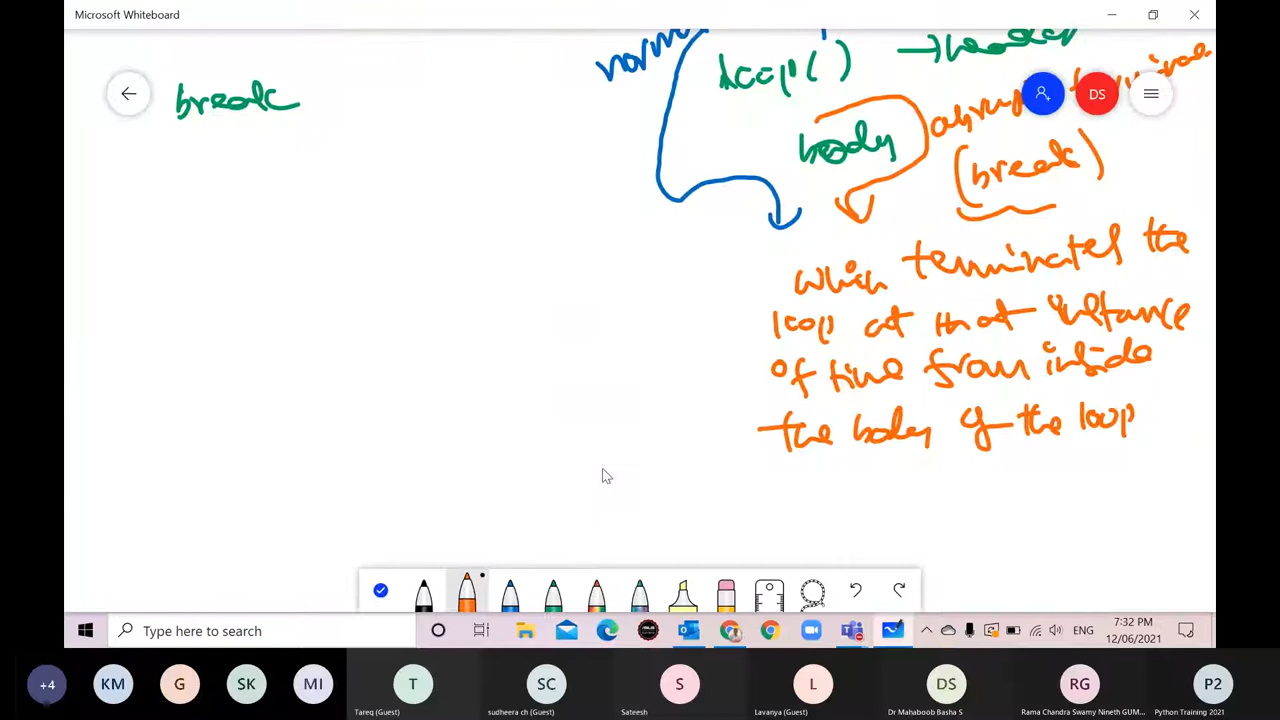 Microsoft Whiteboard
break
loop( ) → header
DS
body
(break)
which terminates the
loop at that instance
of time from inside
the body of the loop
Type here to search
ENG
7:32 PM
12/06/2021
+4
KM
G
SK
MI
T
Tareq (Guest)
SC
sudheera ch (Guest)
S
Sateesh
L
Lavanya (Guest)
DS
Dr Mahaboob Basha S
RG
Rama Chandra Swamy Nineth GUM...
P2
Python Training 2021